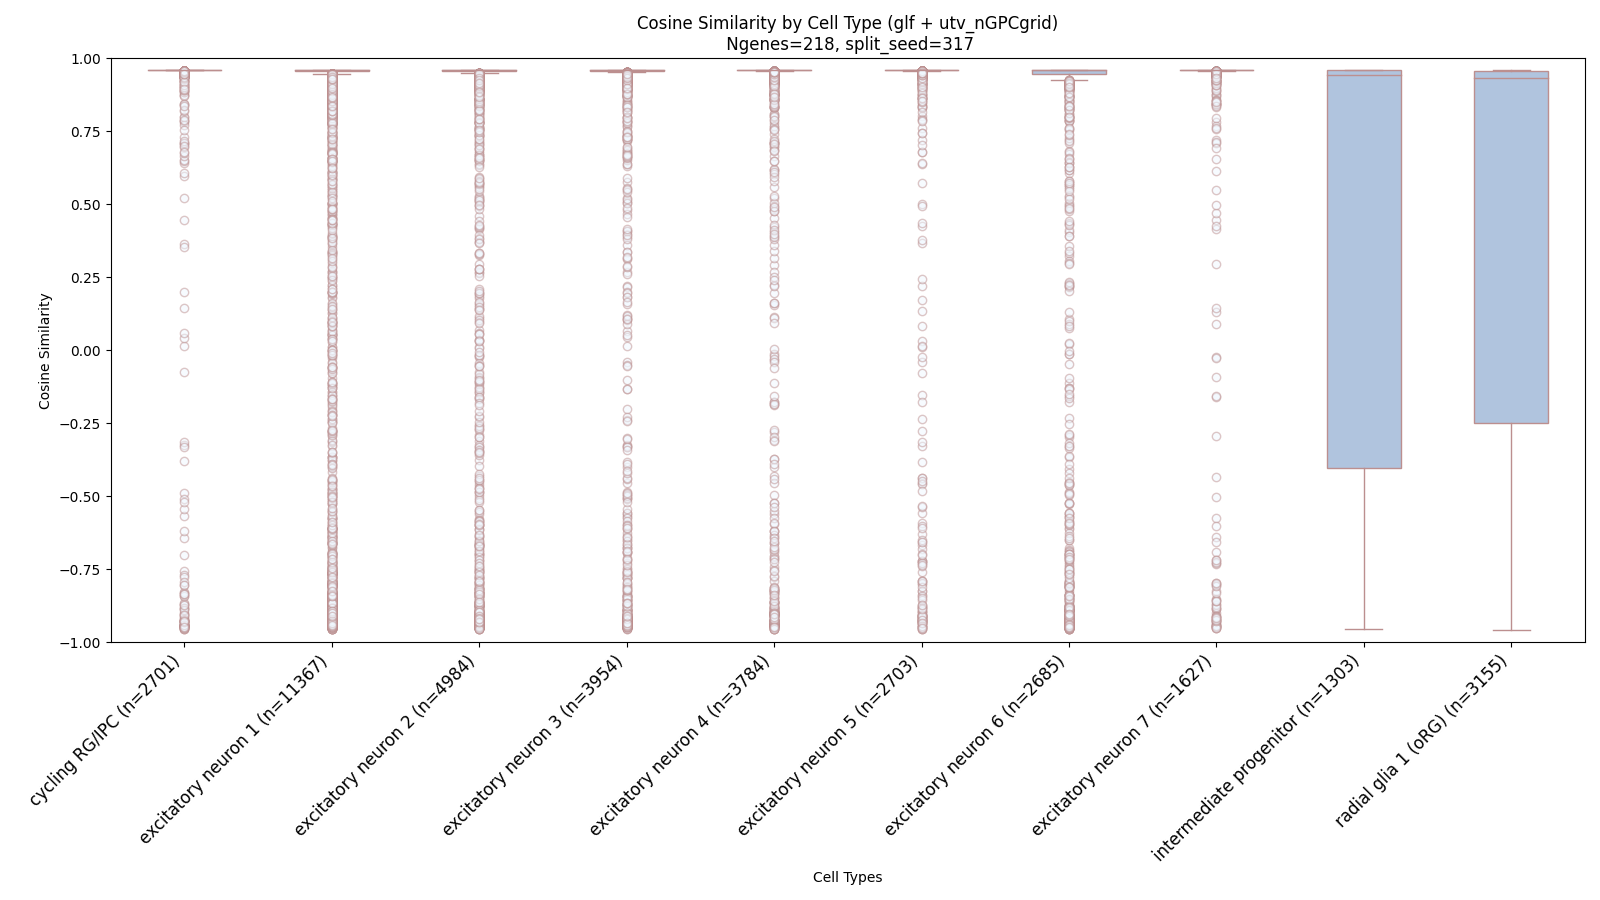 Cosine Similarity by Cell Type (glf + utv_nGPCgrid)
Ngenes=218, split_seed=317
Cosine Similarity
1.00
0.75
0.50
0.25
0.00
−0.25
−0.50
−0.75
−1.00
cycling RG/IPC (n=2701)
excitatory neuron 1 (n=11367)
excitatory neuron 2 (n=4984)
excitatory neuron 3 (n=3954)
excitatory neuron 4 (n=3784)
excitatory neuron 5 (n=2703)
excitatory neuron 6 (n=2685)
excitatory neuron 7 (n=1627)
intermediate progenitor (n=1303)
radial glia 1 (oRG) (n=3155)
Cell Types